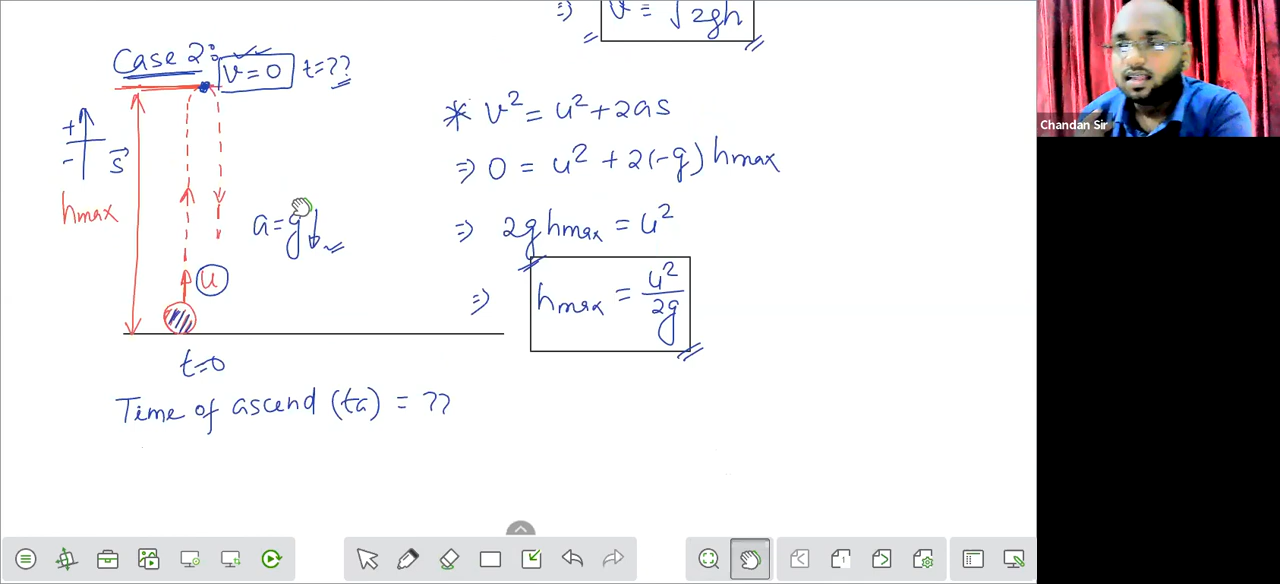 ⇒ v = √2gh
Case 2:
v = 0 t = ??
+
-
S
hmax
a = g↓
u
t=0
* v² = u² + 2as
⇒ 0 = u² + 2(-g) hmax
⇒ 2g hmax = u²
⇒ hmax = u²/2g
Time of ascend (ta) = ??
Chandan Sir
1